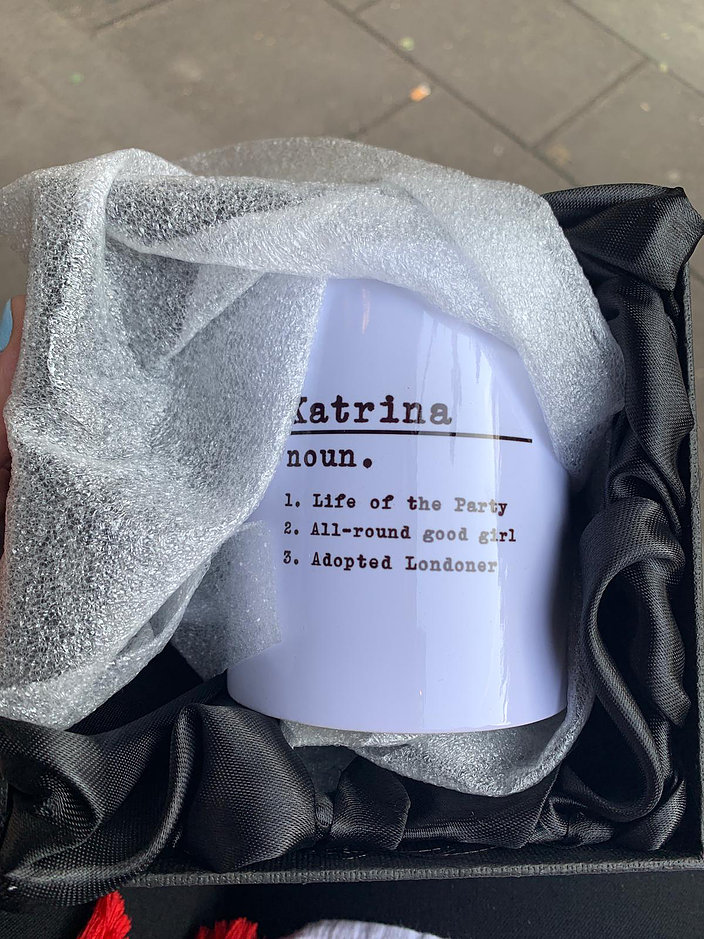 Katrina
noun.
1. Life of the Party
2. All-round good girl
3. Adopted Londoner